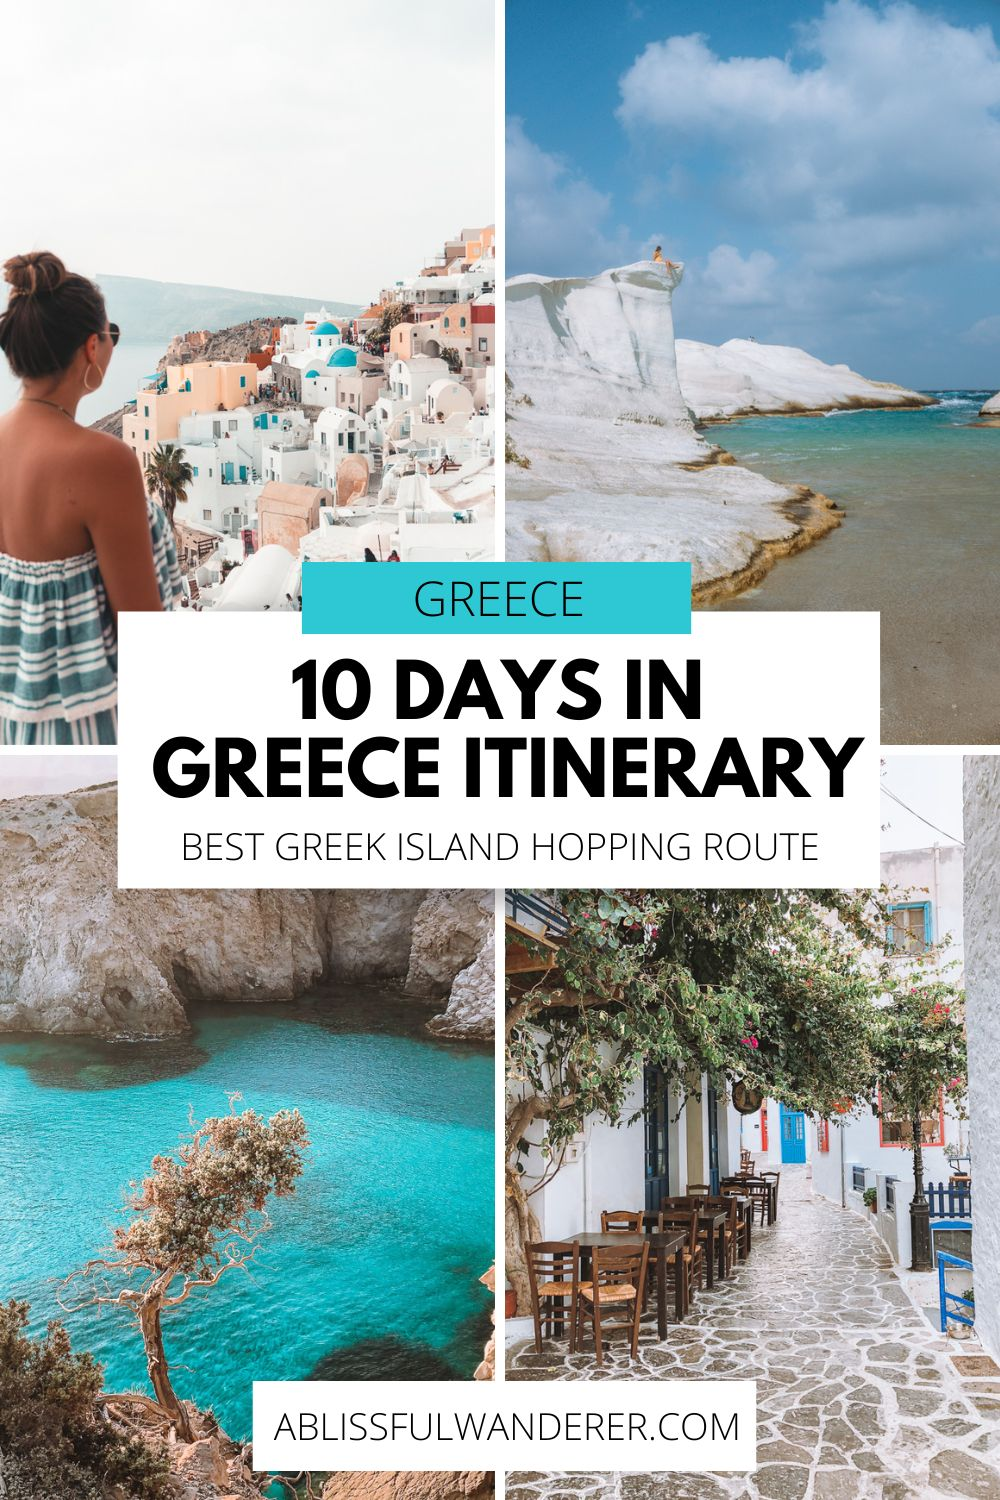 GREECE
10 DAYS IN
GREECE ITINERARY
BEST GREEK ISLAND HOPPING ROUTE
ABLISSFULWANDERER.COM